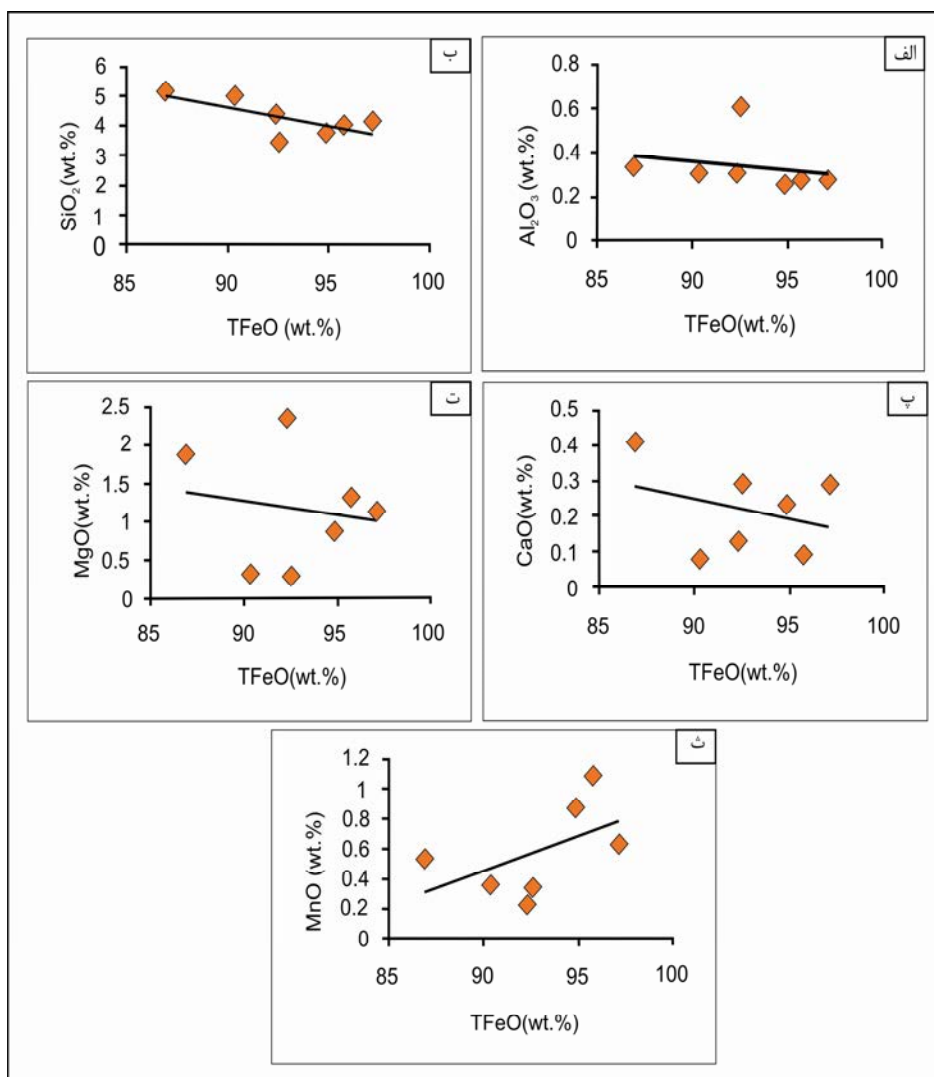 الف
0.8
0.6
0.4
0.2
0
Al₂O₃ (wt.%)
85 90 95 100
TFeO(wt.%)
ب
6
5
4
3
2
1
0
SiO₂ (wt.%)
85 90 95 100
TFeO (wt.%)
پ
0.5
0.4
0.3
0.2
0.1
0
CaO(wt.%)
85 90 95 100
TFeO(wt.%)
ت
2.5
2
1.5
1
0.5
0
MgO(wt.%)
85 90 95 100
TFeO(wt.%)
ث
1.2
1
0.8
0.6
0.4
0.2
0
MnO (wt.%)
85 90 95 100
TFeO(wt.%)